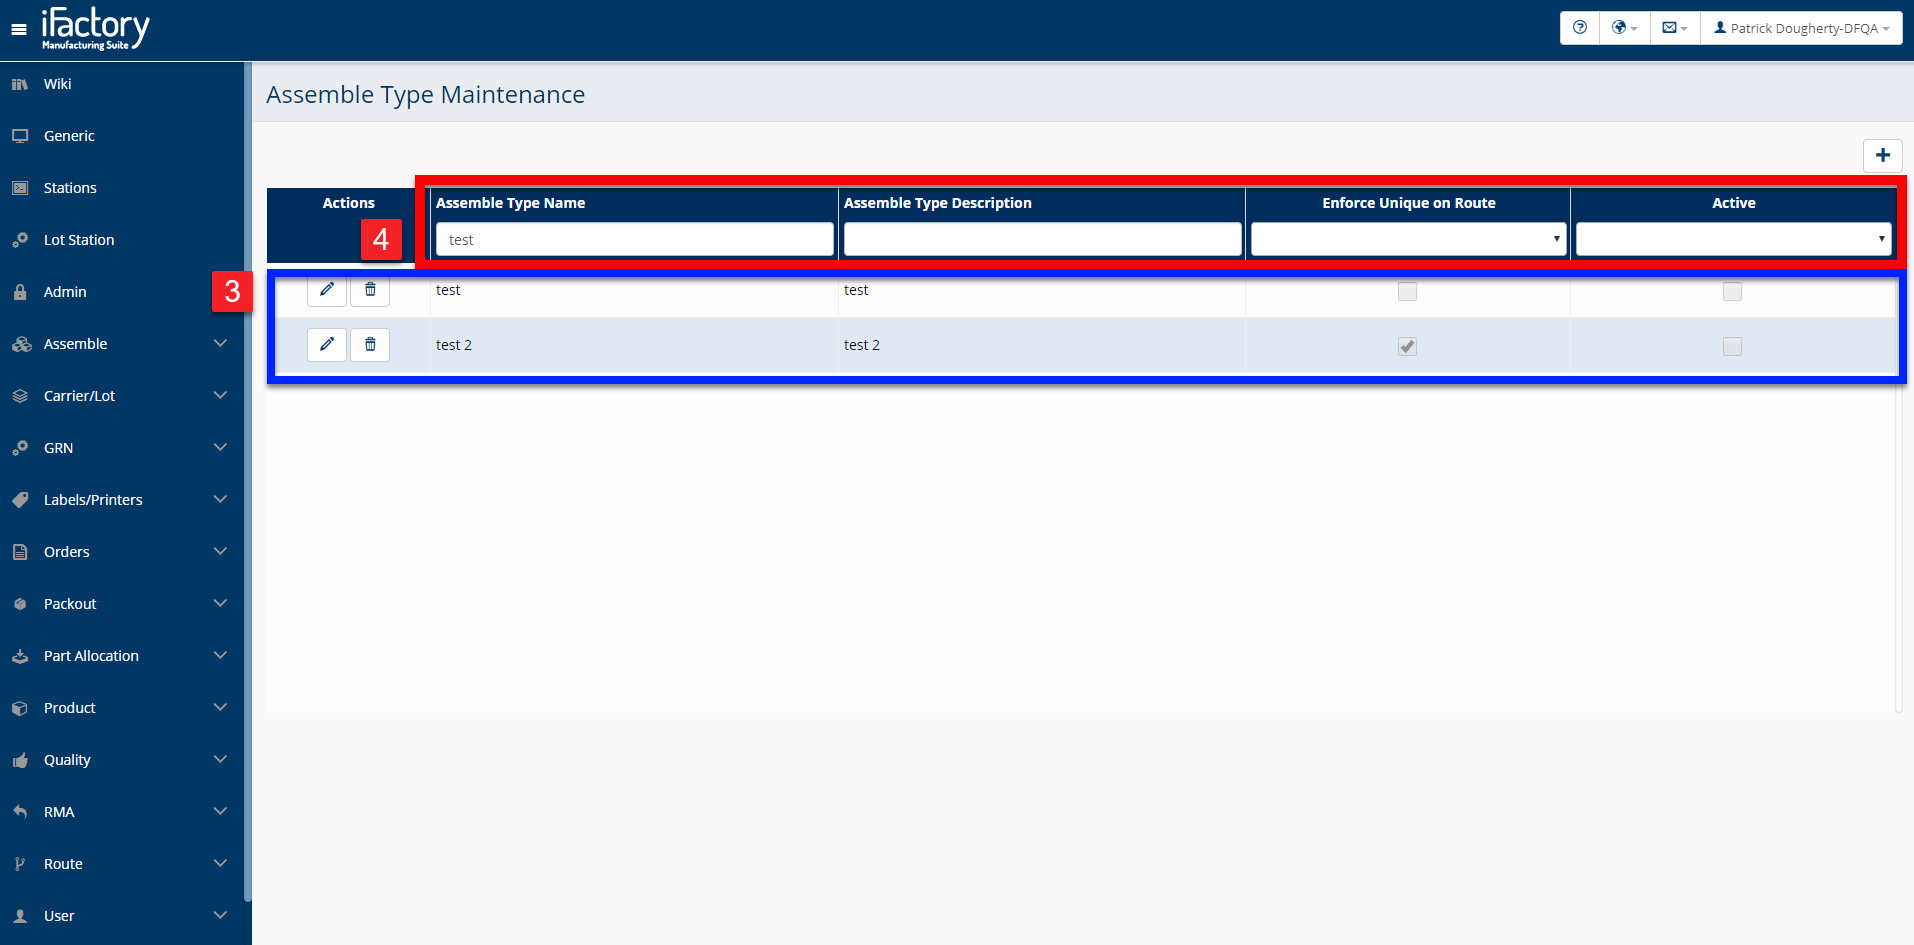 iFactory
Manufacturing Suite
Patrick Dougherty-DFQA
Wiki
Generic
Stations
Lot Station
Admin
Assemble
Carrier/Lot
GRN
Labels/Printers
Orders
Packout
Part Allocation
Product
Quality
RMA
Route
User
Assemble Type Maintenance
Actions Assemble Type Name Assemble Type Description Enforce Unique on Route Active
4 test
3 test test
test 2 test 2